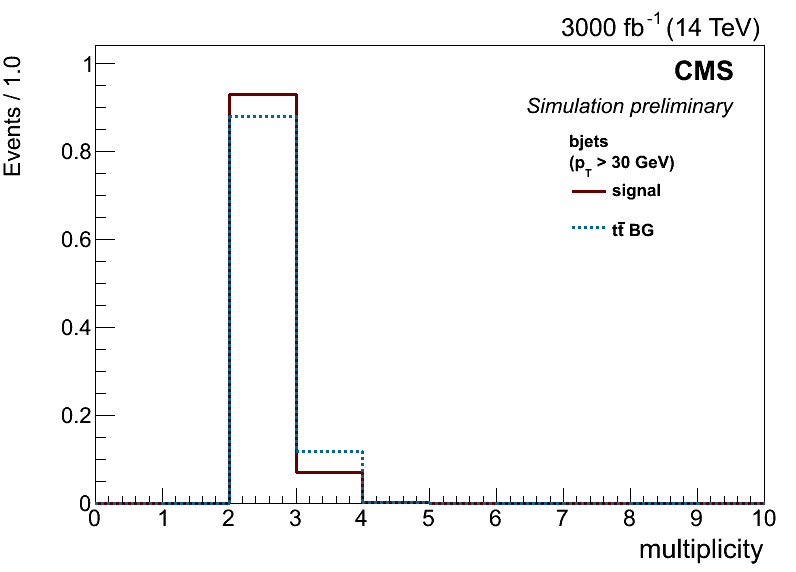 3000 fb-1 (14 TeV)
Events / 1.0
1
0.8
0.6
0.4
0.2
0
CMS
Simulation preliminary
bjets
(pT > 30 GeV)
signal
tt̄ BG
0 1 2 3 4 5 6 7 8 9 10
multiplicity